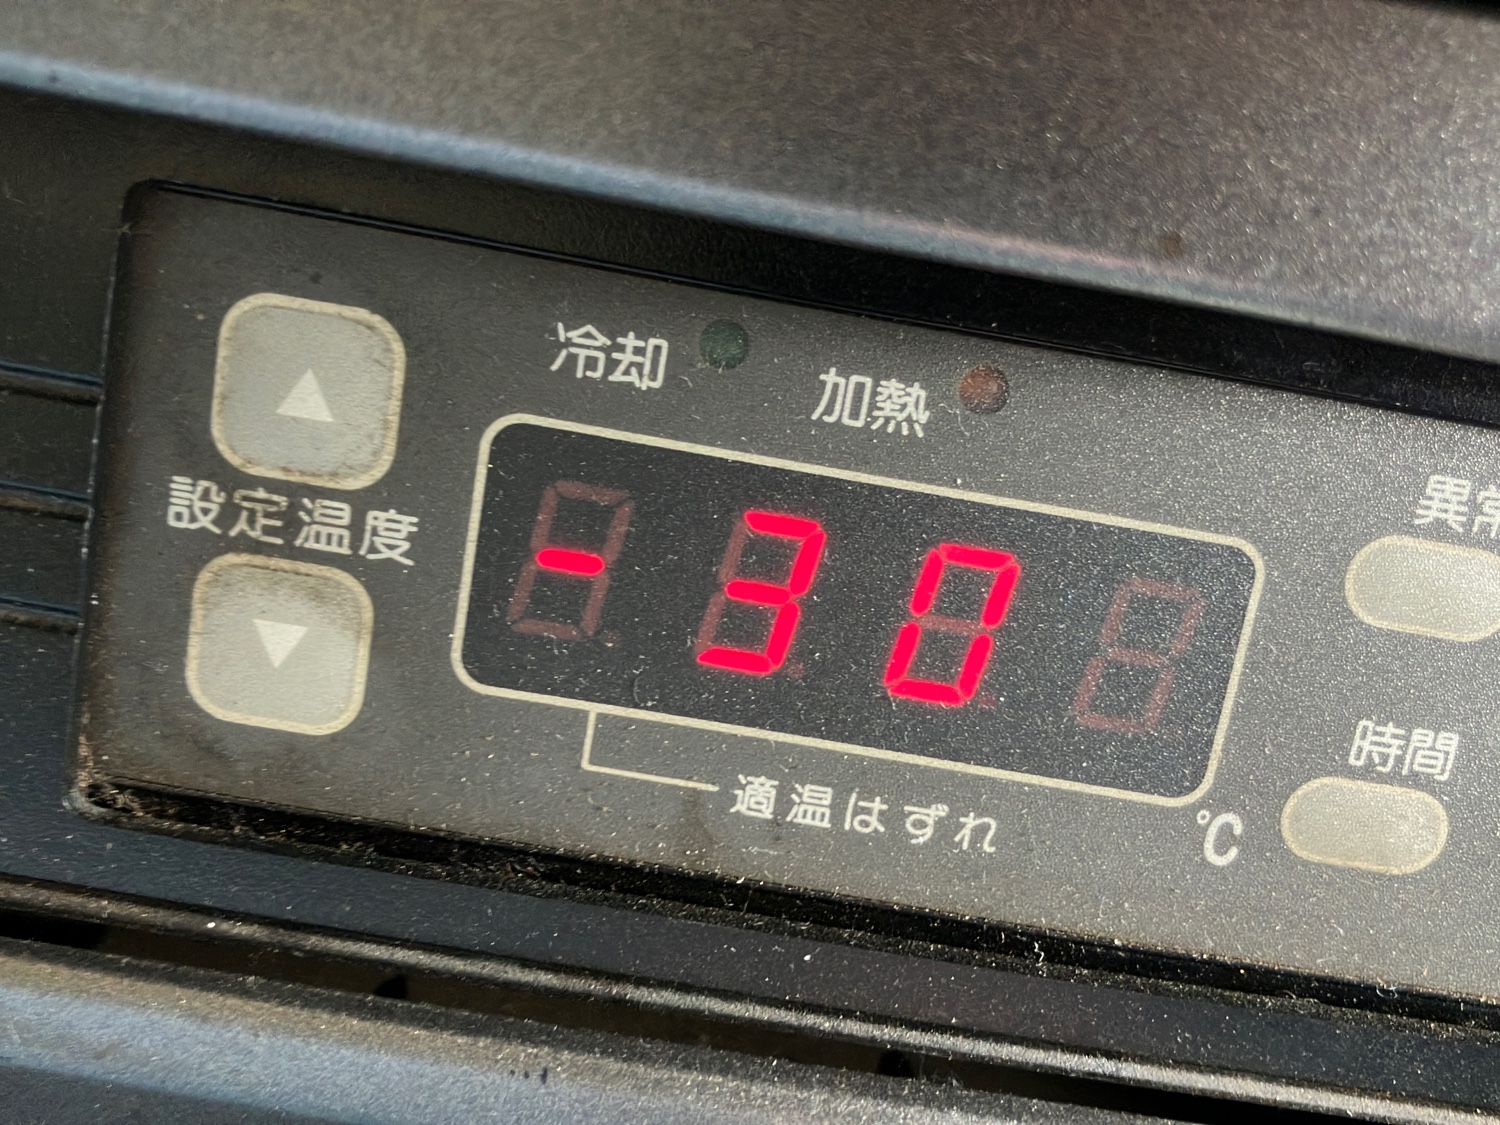 冷却
加熱
設定温度
- 30
適温はずれ
℃
異常
時間